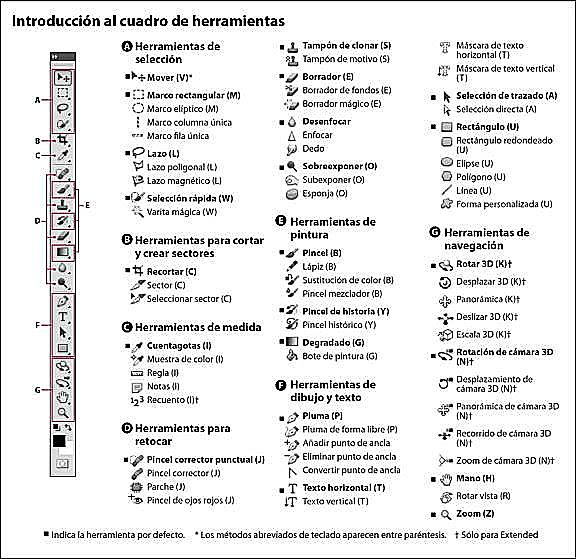 Introducción al cuadro de herramientas
A
B
C
D
E
F
G
A Herramientas de
selección
■ Mover (V)*
■ Marco rectangular (M)
Marco elíptico (M)
Marco columna única
Marco fila única
■ Lazo (L)
Lazo poligonal (L)
Lazo magnético (L)
■ Selección rápida (W)
Varita mágica (W)
B Herramientas para cortar
y crear sectores
■ Recortar (C)
Sector (C)
Seleccionar sector (C)
C Herramientas de medida
■ Cuentagotas (I)
Muestra de color (I)
Regla (I)
Notas (I)
123 Recuento (I)†
D Herramientas para
retocar
■ Pincel corrector puntual (J)
Pincel corrector (J)
Parche (J)
Pincel de ojos rojos (J)
■ Tampón de clonar (S)
Tampón de motivo (S)
■ Borrador (E)
Borrador de fondos (E)
Borrador mágico (E)
■ Desenfocar
Enfocar
Dedo
■ Sobreexponer (O)
Subexponer (O)
Esponja (O)
E Herramientas de
pintura
■ Pincel (B)
Lápiz (B)
Sustitución de color (B)
Pincel mezclador (B)
■ Pincel de historia (Y)
Pincel histórico (Y)
■ Degradado (G)
Bote de pintura (G)
F Herramientas de
dibujo y texto
■ Pluma (P)
Pluma de forma libre (P)
Añadir punto de ancla
Eliminar punto de ancla
Convertir punto de ancla
■ T Texto horizontal (T)
Texto vertical (T)
Máscara de texto
horizontal (T)
Máscara de texto vertical
(T)
■ Selección de trazado (A)
Selección directa (A)
■ Rectángulo (U)
Rectángulo redondeado
(U)
Elipse (U)
Polígono (U)
Línea (U)
Forma personalizada (U)
G Herramientas de
navegación
■ Rotar 3D (K)†
Desplazar 3D (K)†
Panorámica (K)†
Deslizar 3D (K)†
Escala 3D (K)†
■ Rotación de cámara 3D
(N)†
Desplazamiento de
cámara 3D (N)†
Panorámica de cámara 3D
(N)†
Recorrido de cámara 3D
(N)†
Zoom de cámara 3D (N)†
■ Mano (H)
Rotar vista (R)
■ Zoom (Z)
■ Indica la herramienta por defecto. * Los métodos abreviados de teclado aparecen entre paréntesis. † Sólo para Extended